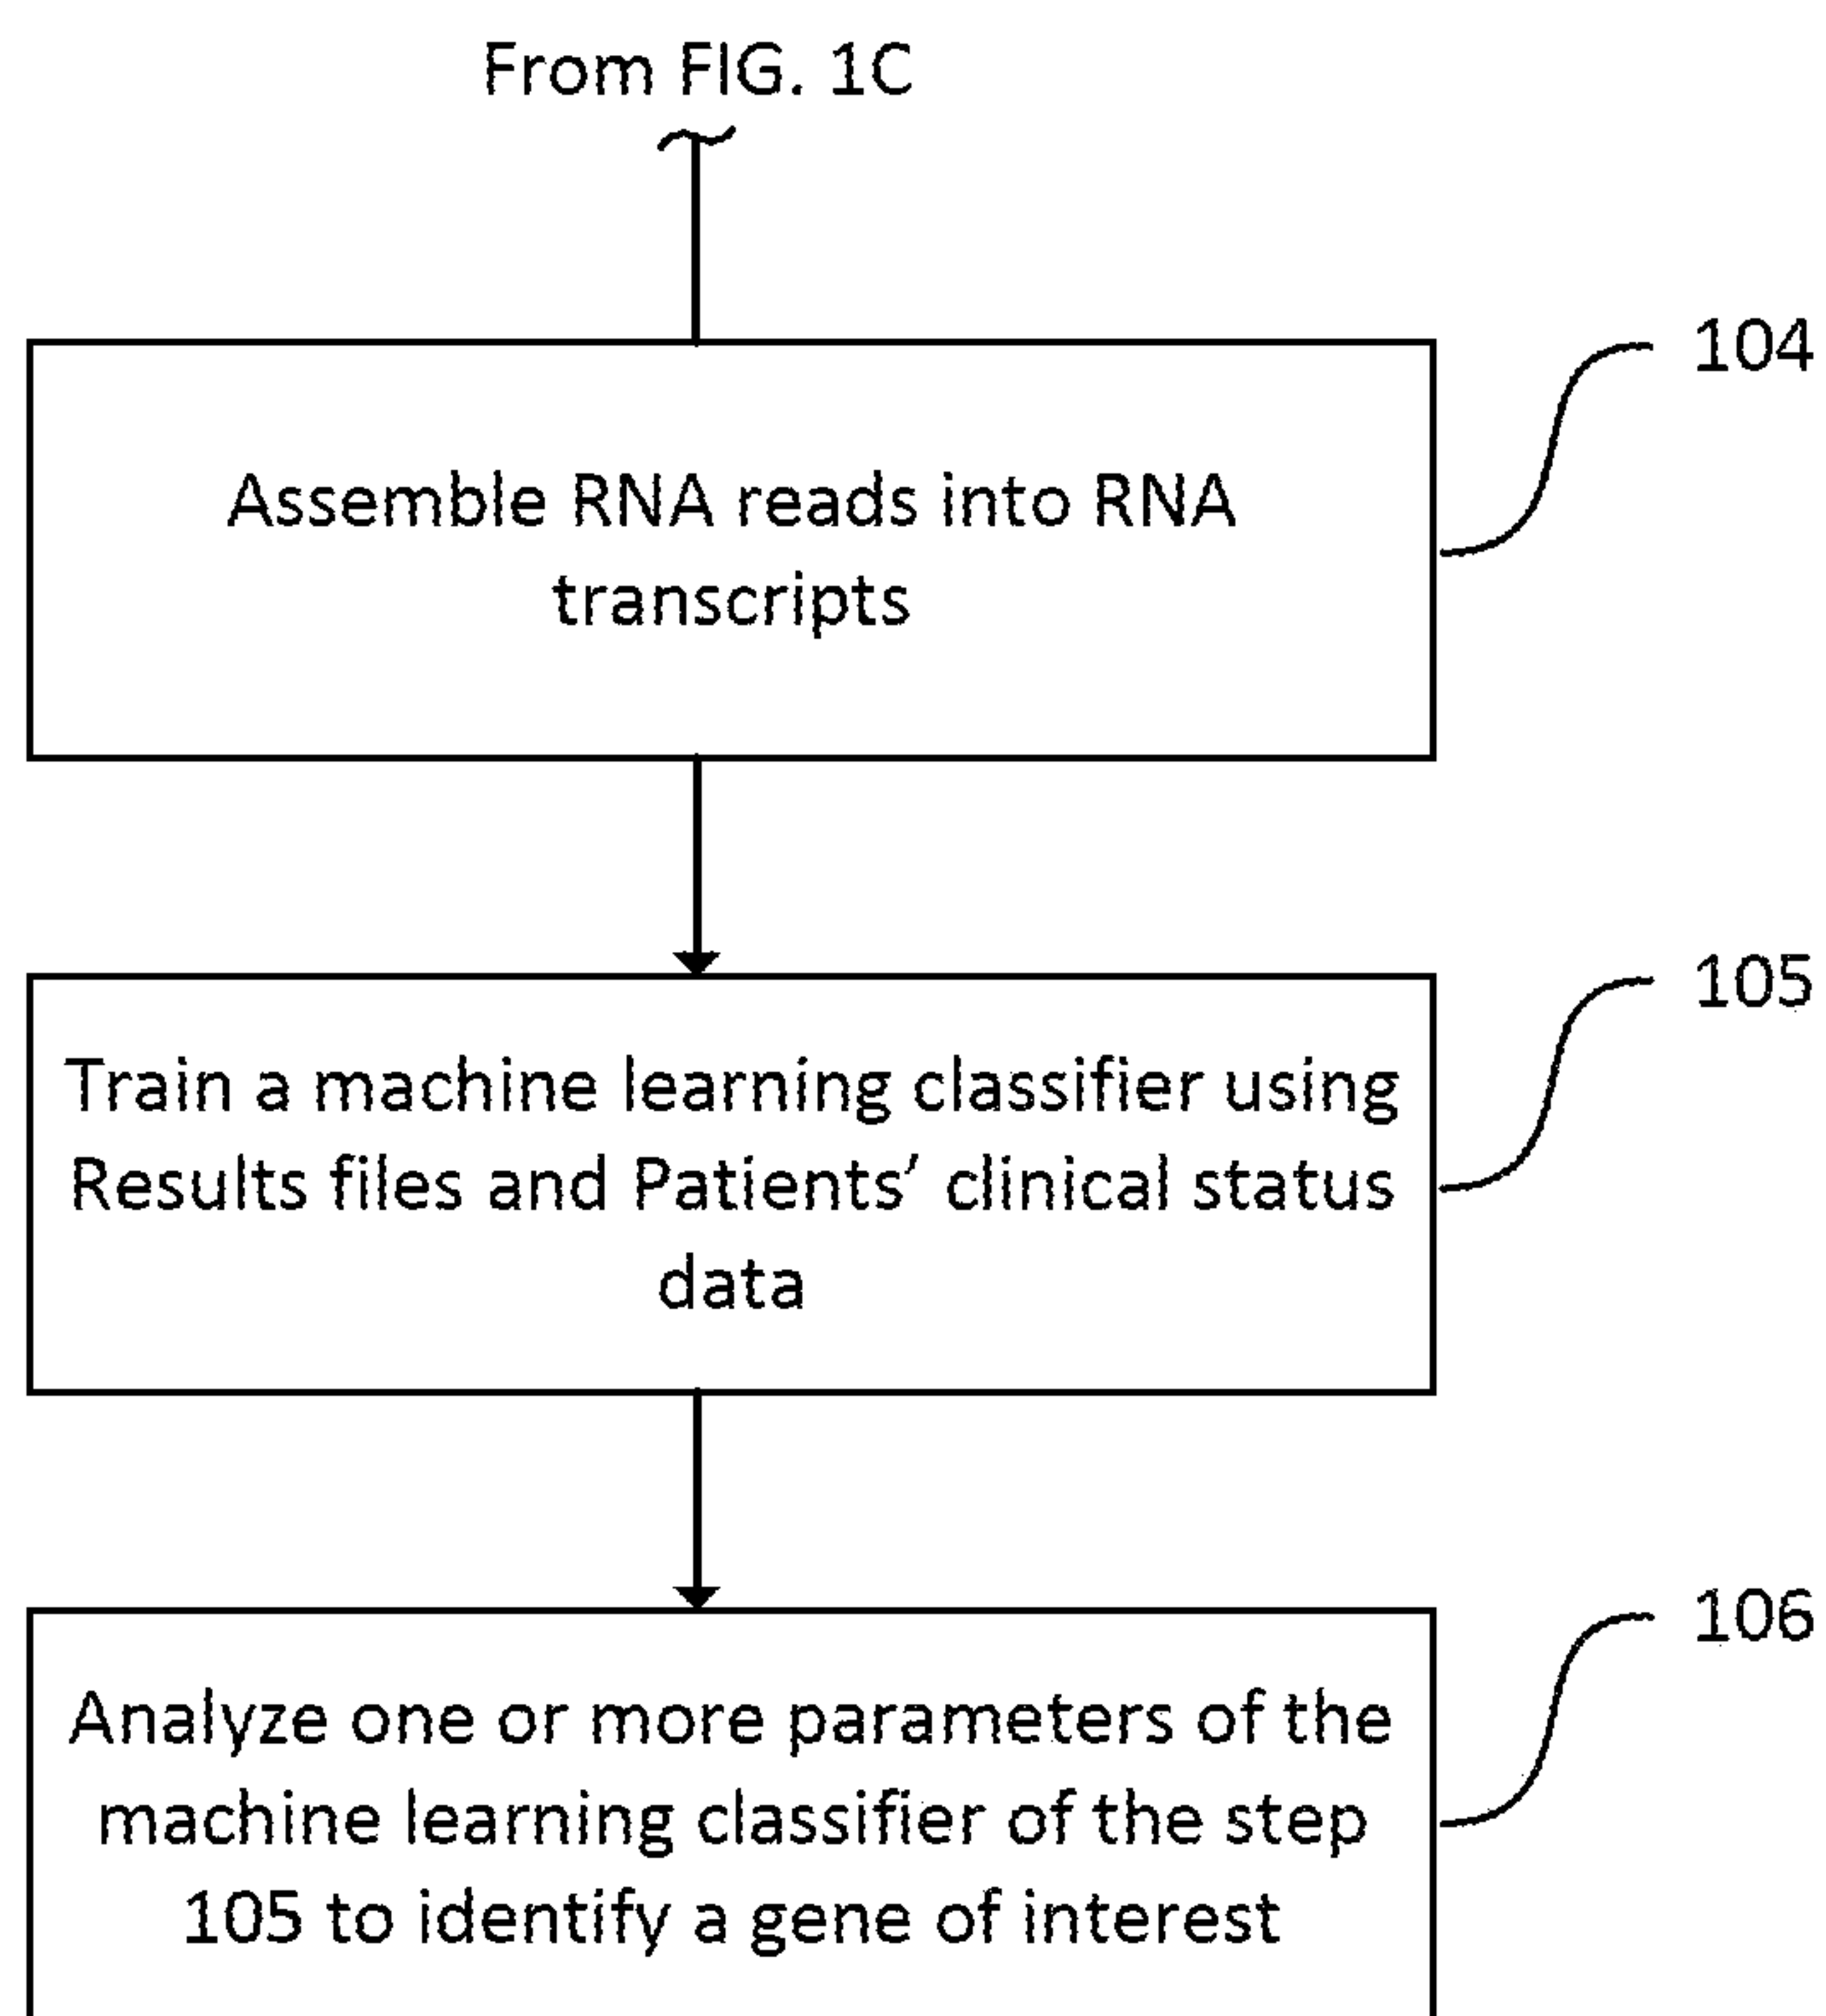 From FIG. 1C
104
Assemble RNA reads into RNA
transcripts
105
Train a machine learning classifier using
Results files and Patients’ clinical status
data
106
Analyze one or more parameters of the
machine learning classifier of the step
105 to identify a gene of interest